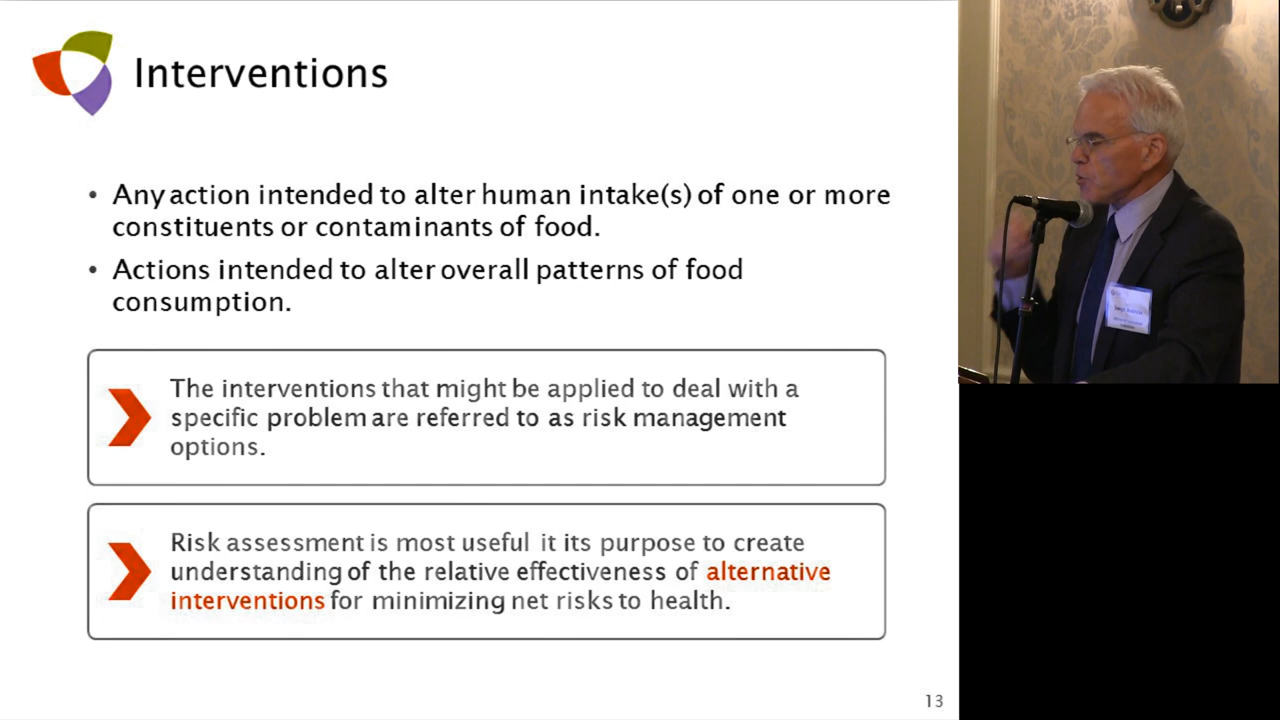 Interventions
• Any action intended to alter human intake(s) of one or more
constituents or contaminants of food.
• Actions intended to alter overall patterns of food
consumption.
The interventions that might be applied to deal with a
specific problem are referred to as risk management
options.
Risk assessment is most useful it its purpose to create
understanding of the relative effectiveness of alternative
interventions for minimizing net risks to health.
13